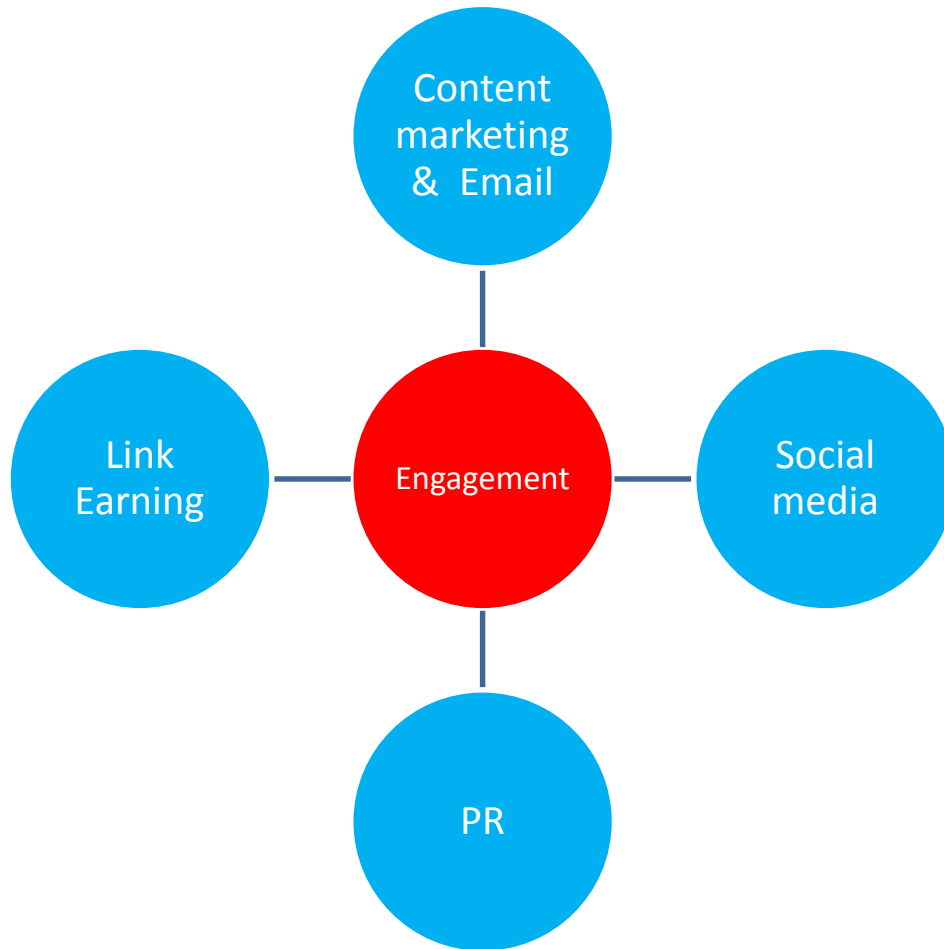 Content
marketing
& Email
Link
Earning
Engagement
Social
media
PR